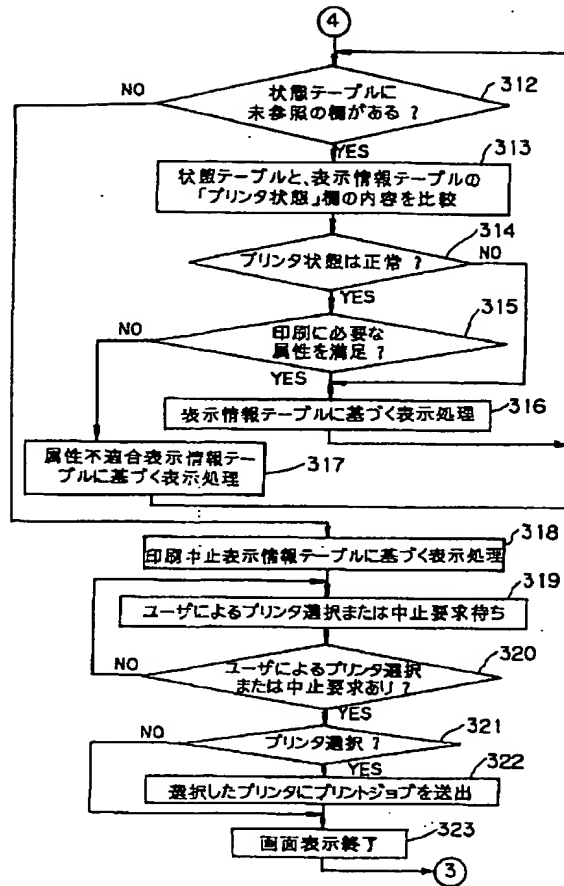 4
状態テーブルに
未参照の欄がある ?
312
NO
YES
313
状態テーブルと、表示情報テーブルの
「プリンタ状態」欄の内容を比較
314
プリンタ状態は正常 ?
NO
YES
315
印刷に必要な
属性を満足 ?
NO
YES
表示情報テーブルに基づく表示処理
316
属性不適合表示情報テー
ブルに基づく表示処理
317
318
印刷中止表示情報テーブルに基づく表示処理
319
ユーザによるプリンタ選択または中止要求待ち
320
ユーザによるプリンタ選択
または中止要求あり ?
NO
YES
321
プリンタ選択 ?
NO
YES
322
選択したプリンタにプリントジョブを送出
画面表示終了
323
3